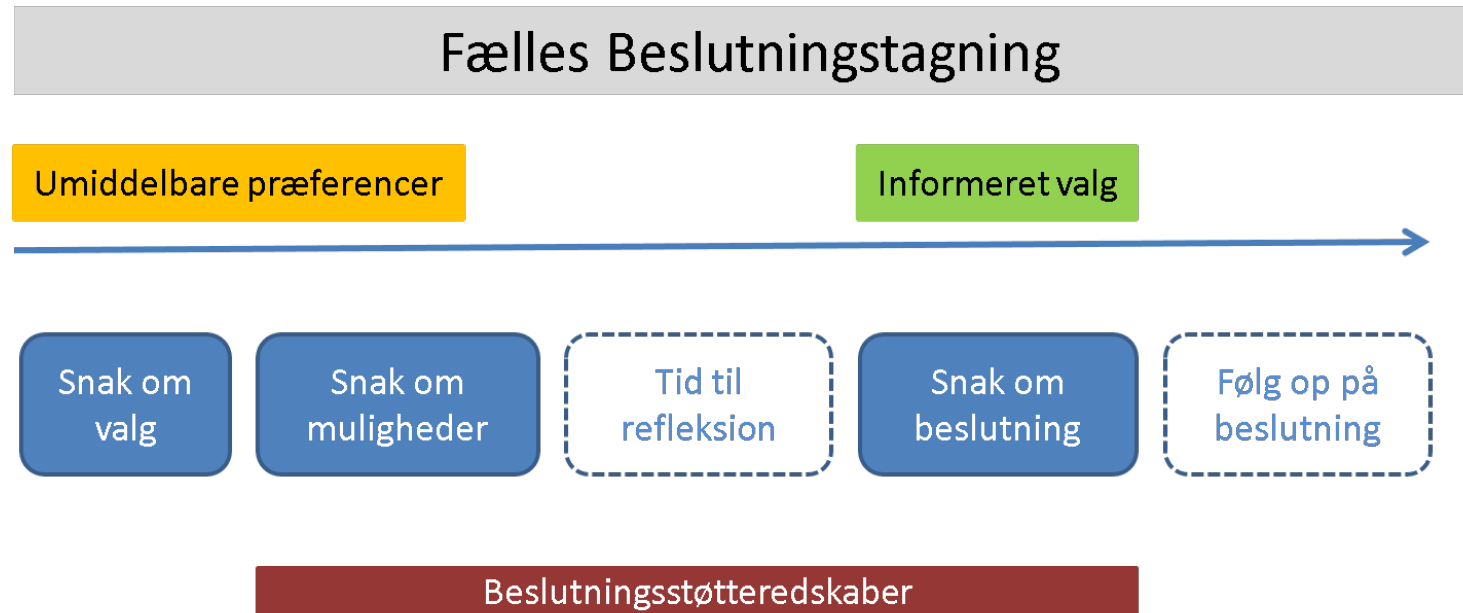 Fælles Beslutningstagning
Umiddelbare præferencer
Informeret valg
Snak om
valg
Snak om
muligheder
Tid til
refleksion
Snak om
beslutning
Følg op på
beslutning
Beslutningsstøtteredskaber